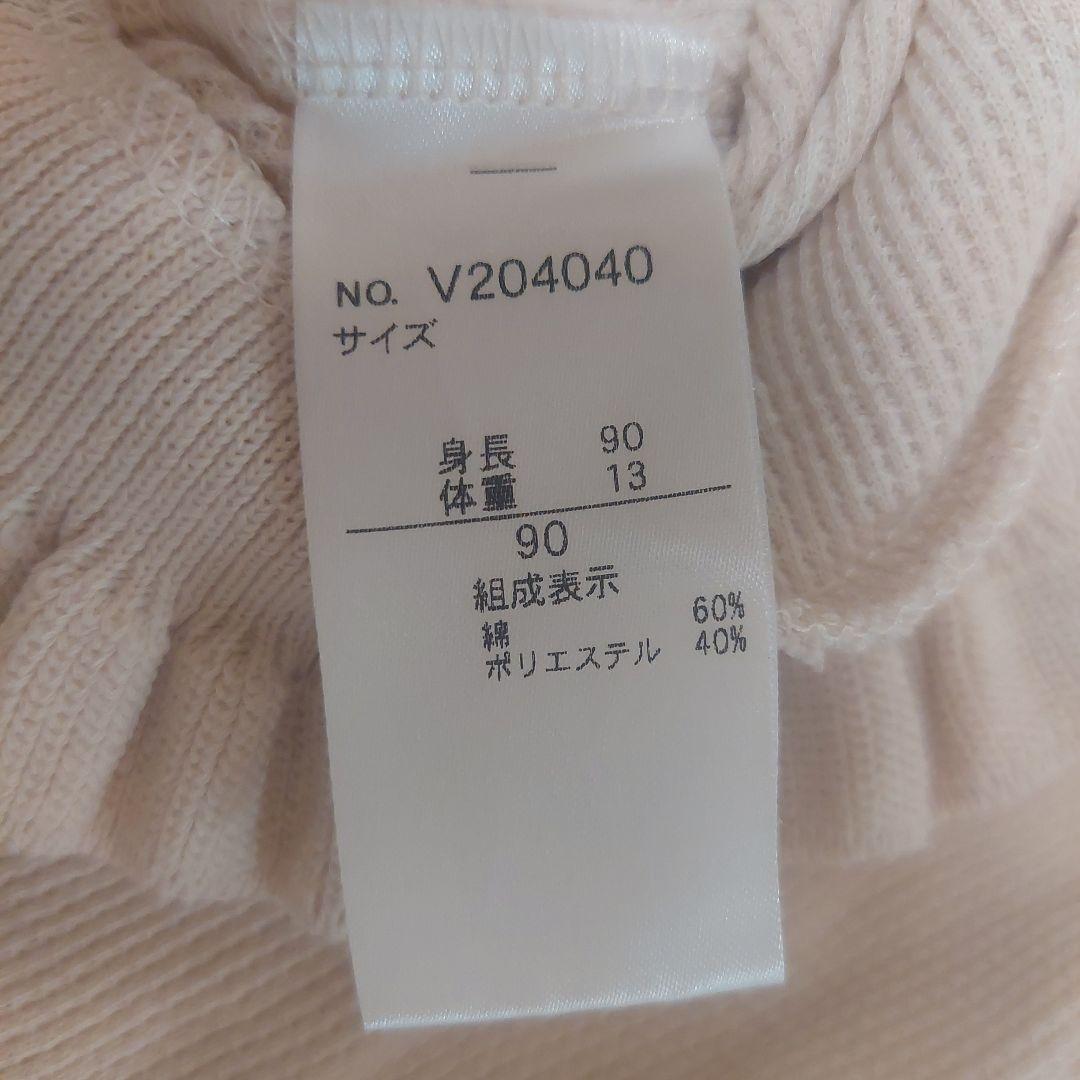 NO. V204040
サイズ
身長 90
体重 13
90
組成表示
綿 60%
ポリエステル 40%